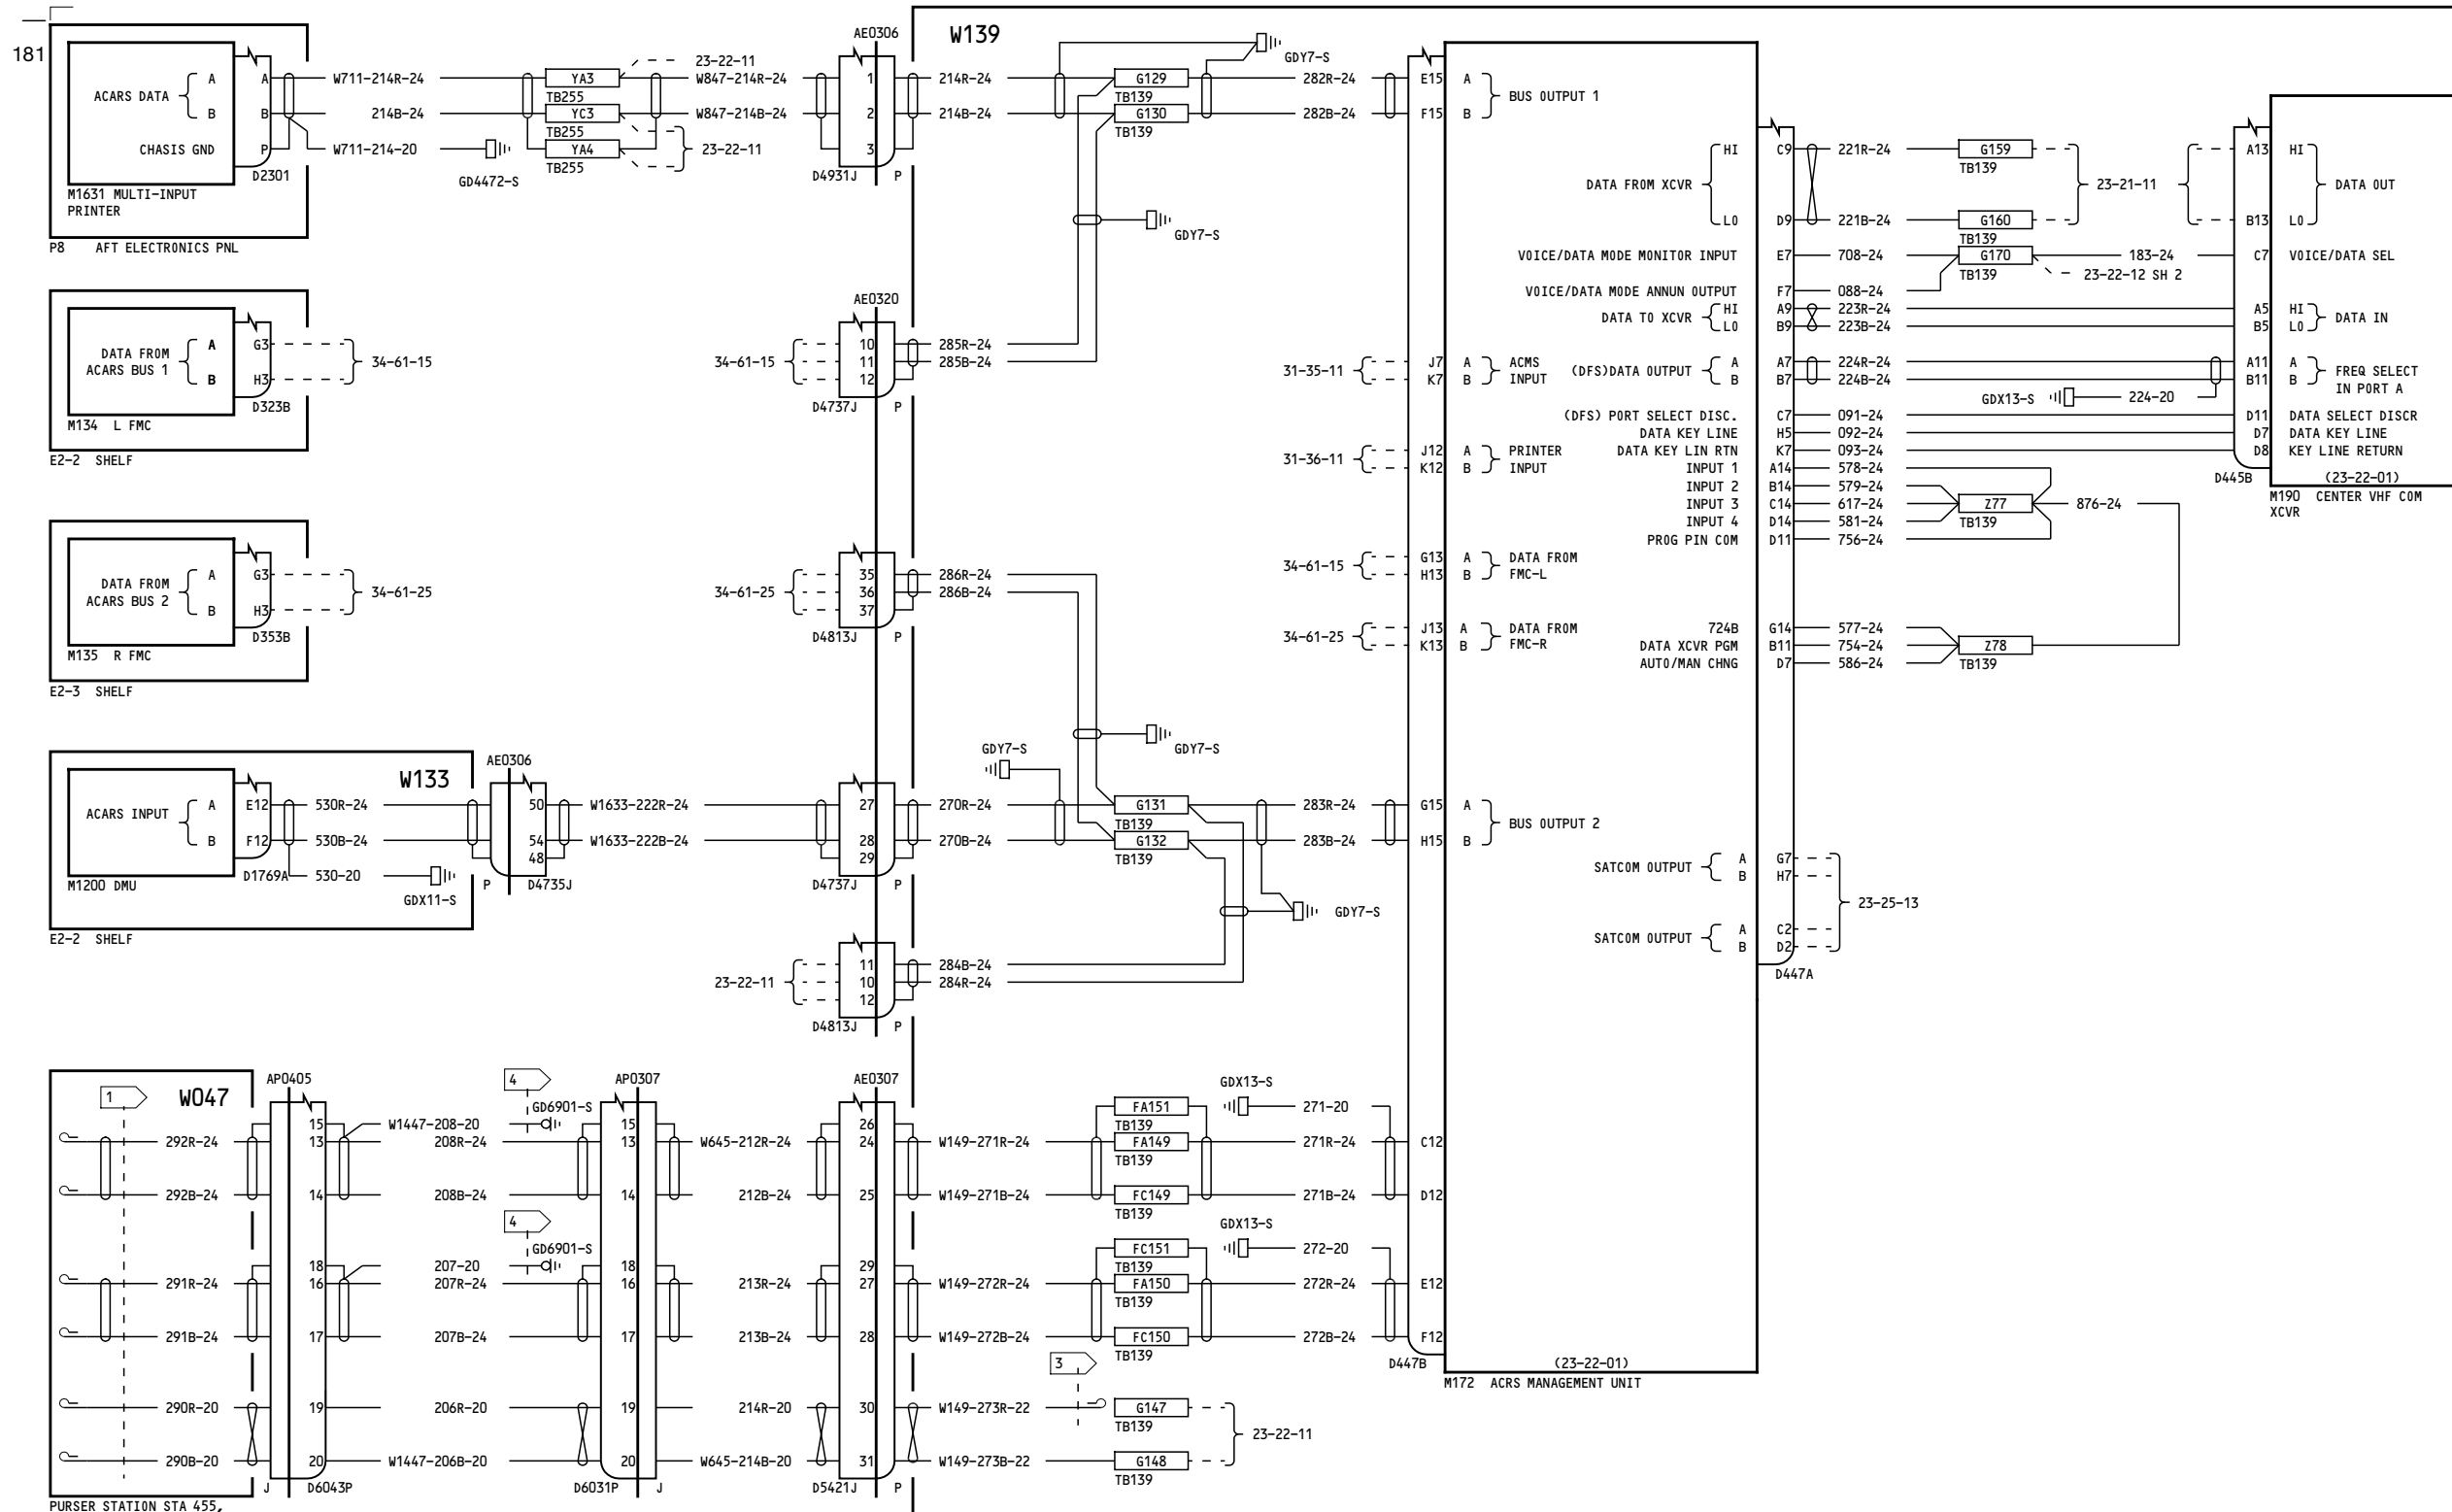 181
AE0306
W139
GDY7-S
ACARS DATA
A
B
CHASIS GND
A
B
P
D2301
M1631 MULTI-INPUT
PRINTER
P8 AFT ELECTRONICS PNL
W711-214R-24
214B-24
W711-214-20
GD4472-S
YA3
TB255
YC3
TB255
YA4
TB255
23-22-11
23-22-11
W847-214R-24
W847-214B-24
1
2
3
D4931J
P
214R-24
214B-24
G129
TB139
G130
TB139
282R-24
282B-24
GDY7-S
E15 A
F15 B
BUS OUTPUT 1
DATA FROM ACARS BUS 1
A
B
G3
H3
D323B
M134 L FMC
E2-2 SHELF
34-61-15
34-61-15
AE0320
10
11
12
D4737J
P
285R-24
285B-24
DATA FROM
ACARS BUS 2
A
B
G3
H3
D353B
M135 R FMC
E2-3 SHELF
34-61-25
34-61-25
35
36
37
D4813J
P
286R-24
286B-24
GDY7-S
GDY7-S
W133
ACARS INPUT
A
B
E12
F12
D1769A
M1200 DMU
E2-2 SHELF
530R-24
530B-24
530-20
GDX11-S
AE0306
50
54
48
P
D4735J
W1633-222R-24
W1633-222B-24
27
28
29
D4737J
P
270R-24
270B-24
G131
TB139
G132
TB139
283R-24
283B-24
GDY7-S
G15 A
H15 B
BUS OUTPUT 2
23-22-11
11
10
12
D4813J
P
284B-24
284R-24
31-35-11
J7 A
K7 B
ACMS
INPUT
31-36-11
J12 A
K12 B
PRINTER
INPUT
34-61-15
G13 A
H13 B
DATA FROM
FMC-L
34-61-25
J13 A
K13 B
DATA FROM
FMC-R
DATA FROM XCVR
HI
LO
C9
D9
221R-24
221B-24
G159
TB139
G160
TB139
23-21-11
A13 HI
B13 LO
DATA OUT
VOICE/DATA MODE MONITOR INPUT E7 708-24
G170
TB139
183-24
23-22-12 SH 2
C7 VOICE/DATA SEL
VOICE/DATA MODE ANNUN OUTPUT F7 088-24
DATA TO XCVR
HI A9 223R-24
LO B9 223B-24
A5 HI
B5 LO
DATA IN
(DFS)DATA OUTPUT
A A7 224R-24
B B7 224B-24
A11 A
B11 B
FREQ SELECT
IN PORT A
GDX13-S
224-20
(DFS) PORT SELECT DISC. C7 091-24 D11 DATA SELECT DISCR
DATA KEY LINE H5 092-24 D7 DATA KEY LINE
DATA KEY LIN RTN K7 093-24 D8 KEY LINE RETURN
INPUT 1 A14 578-24
INPUT 2 B14 579-24
INPUT 3 C14 617-24
INPUT 4 D14 581-24
PROG PIN COM D11 756-24
Z77
TB139
876-24
D445B
(23-22-01)
M190 CENTER VHF COM
XCVR
724B G14 577-24
DATA XCVR PGM B11 754-24
AUTO/MAN CHNG D7 586-24
Z78
TB139
SATCOM OUTPUT
A G7
B H7
23-25-13
SATCOM OUTPUT
A C2
B D2
D447A
1
W047
292R-24
292B-24
291R-24
291B-24
290R-20
290B-20
PURSER STATION STA 455,
AP0405
15
13
14
18
16
17
19
20
J
D6043P
W1447-208-20
208R-24
208B-24
207-20
207R-24
207B-24
206R-20
W1447-206B-20
4
GD6901-S
4
GD6901-S
AP0307
15
13
14
18
16
17
19
20
D6031P
J
W645-212R-24
212B-24
213R-24
213B-24
214R-20
W645-214B-20
AE0307
26
24
25
29
27
28
30
31
D5421J
P
W149-271R-24
W149-271B-24
W149-272R-24
W149-272B-24
W149-273R-22
W149-273B-22
3
FA151
TB139
FA149
TB139
FC149
TB139
FC151
TB139
FA150
TB139
FC150
TB139
G147
TB139
G148
TB139
23-22-11
GDX13-S
271-20
271R-24
271B-24
GDX13-S
272-20
272R-24
272B-24
C12
D12
E12
F12
D447B
(23-22-01)
M172 ACRS MANAGEMENT UNIT